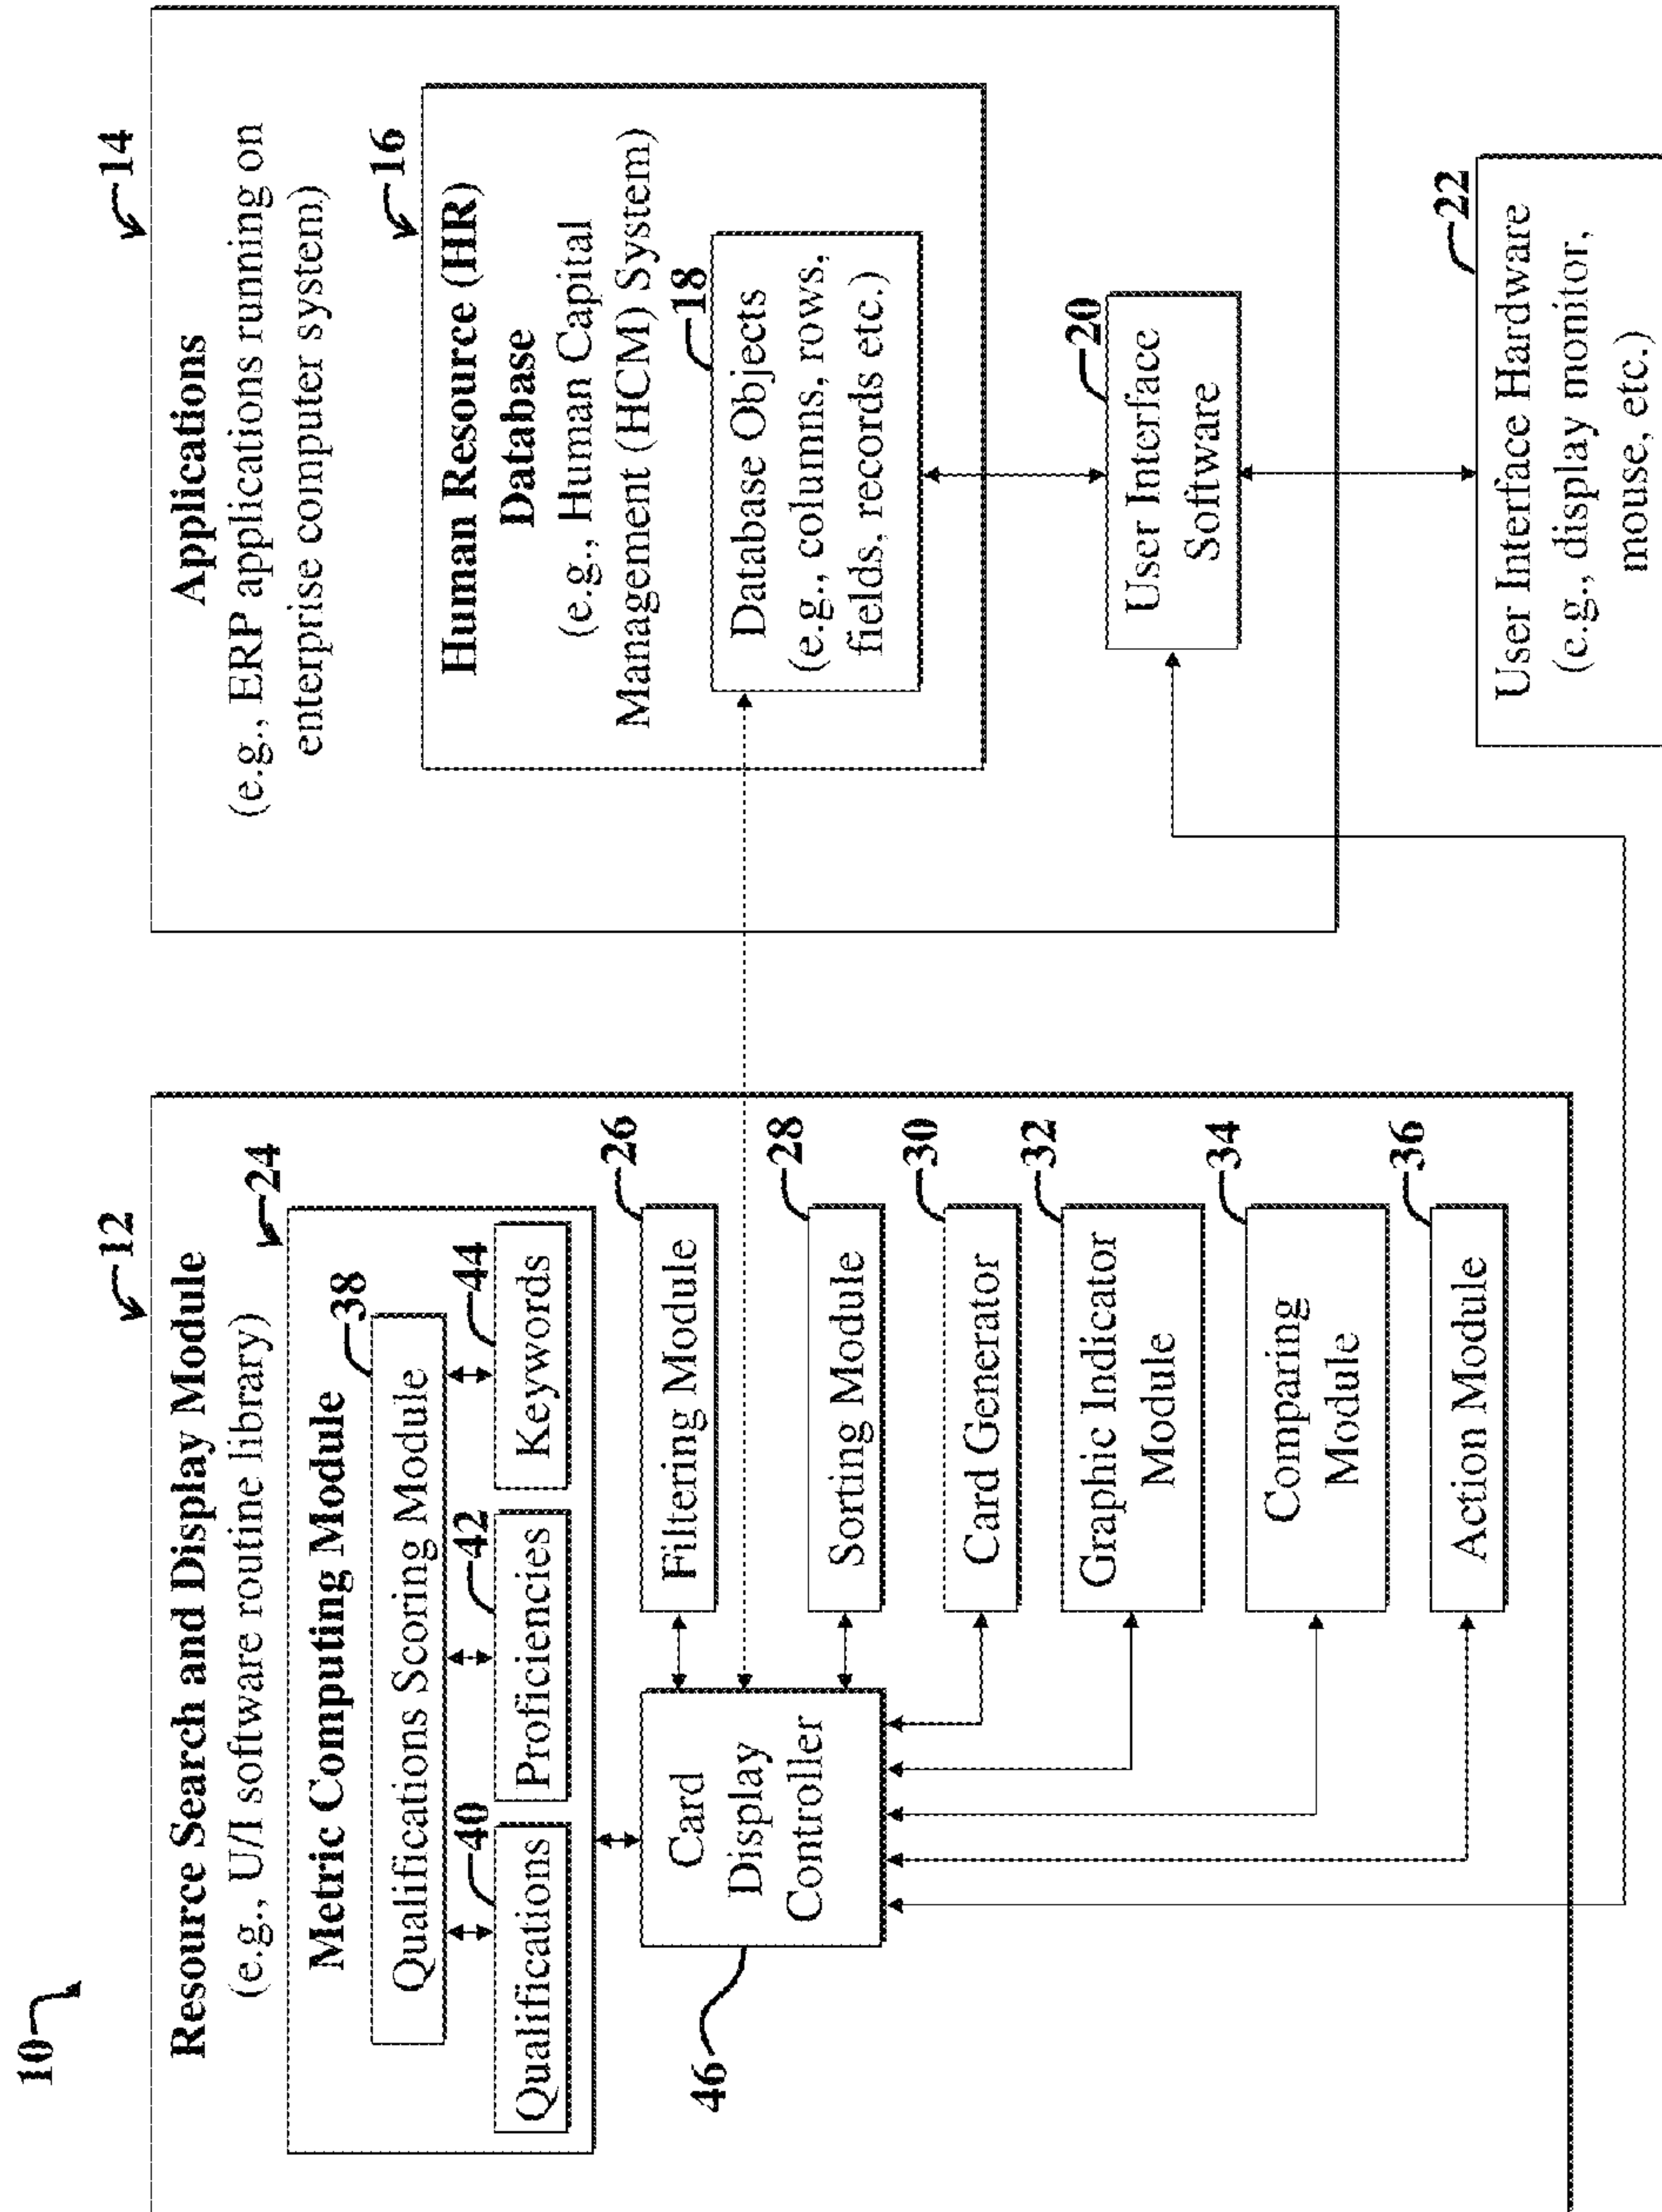 10
12
Resource Search and Display Module
(e.g., U/I software routine library)
24
Metric Computing Module
38
Qualifications Scoring Module
40
42
44
Qualifications
Proficiencies
Keywords
46
Card
Display
Controller
26
Filtering Module
28
Sorting Module
30
Card Generator
32
Graphic Indicator
Module
34
Comparing
Module
36
Action Module
14
Applications
(e.g., ERP applications running on
enterprise computer system)
16
Human Resource (HR)
Database
(e.g., Human Capital
Management (HCM) System)
18
Database Objects
(e.g., columns, rows,
fields, records etc.)
20
User Interface
Software
22
User Interface Hardware
(e.g., display monitor,
mouse, etc.)